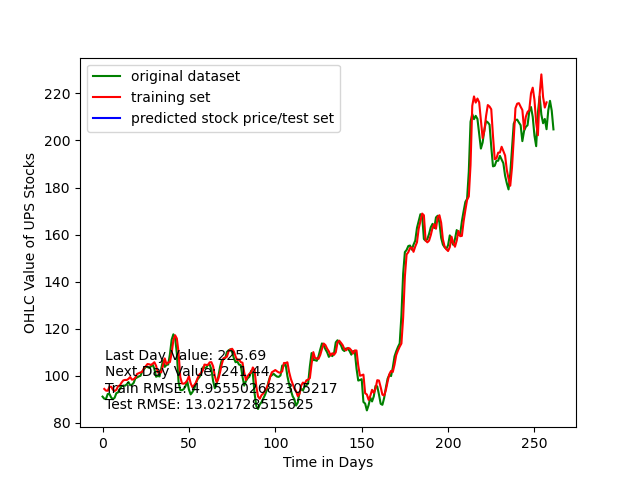 original dataset
training set
predicted stock price/test set
220
200
180
160
140
120
100
80
OHLC Value of UPS Stocks
Last Day Value: 225.69
Next Day Value: 241.44
Train RMSE: 4.955502682305217
Test RMSE: 13.021728515625
0 50 100 150 200 250
Time in Days